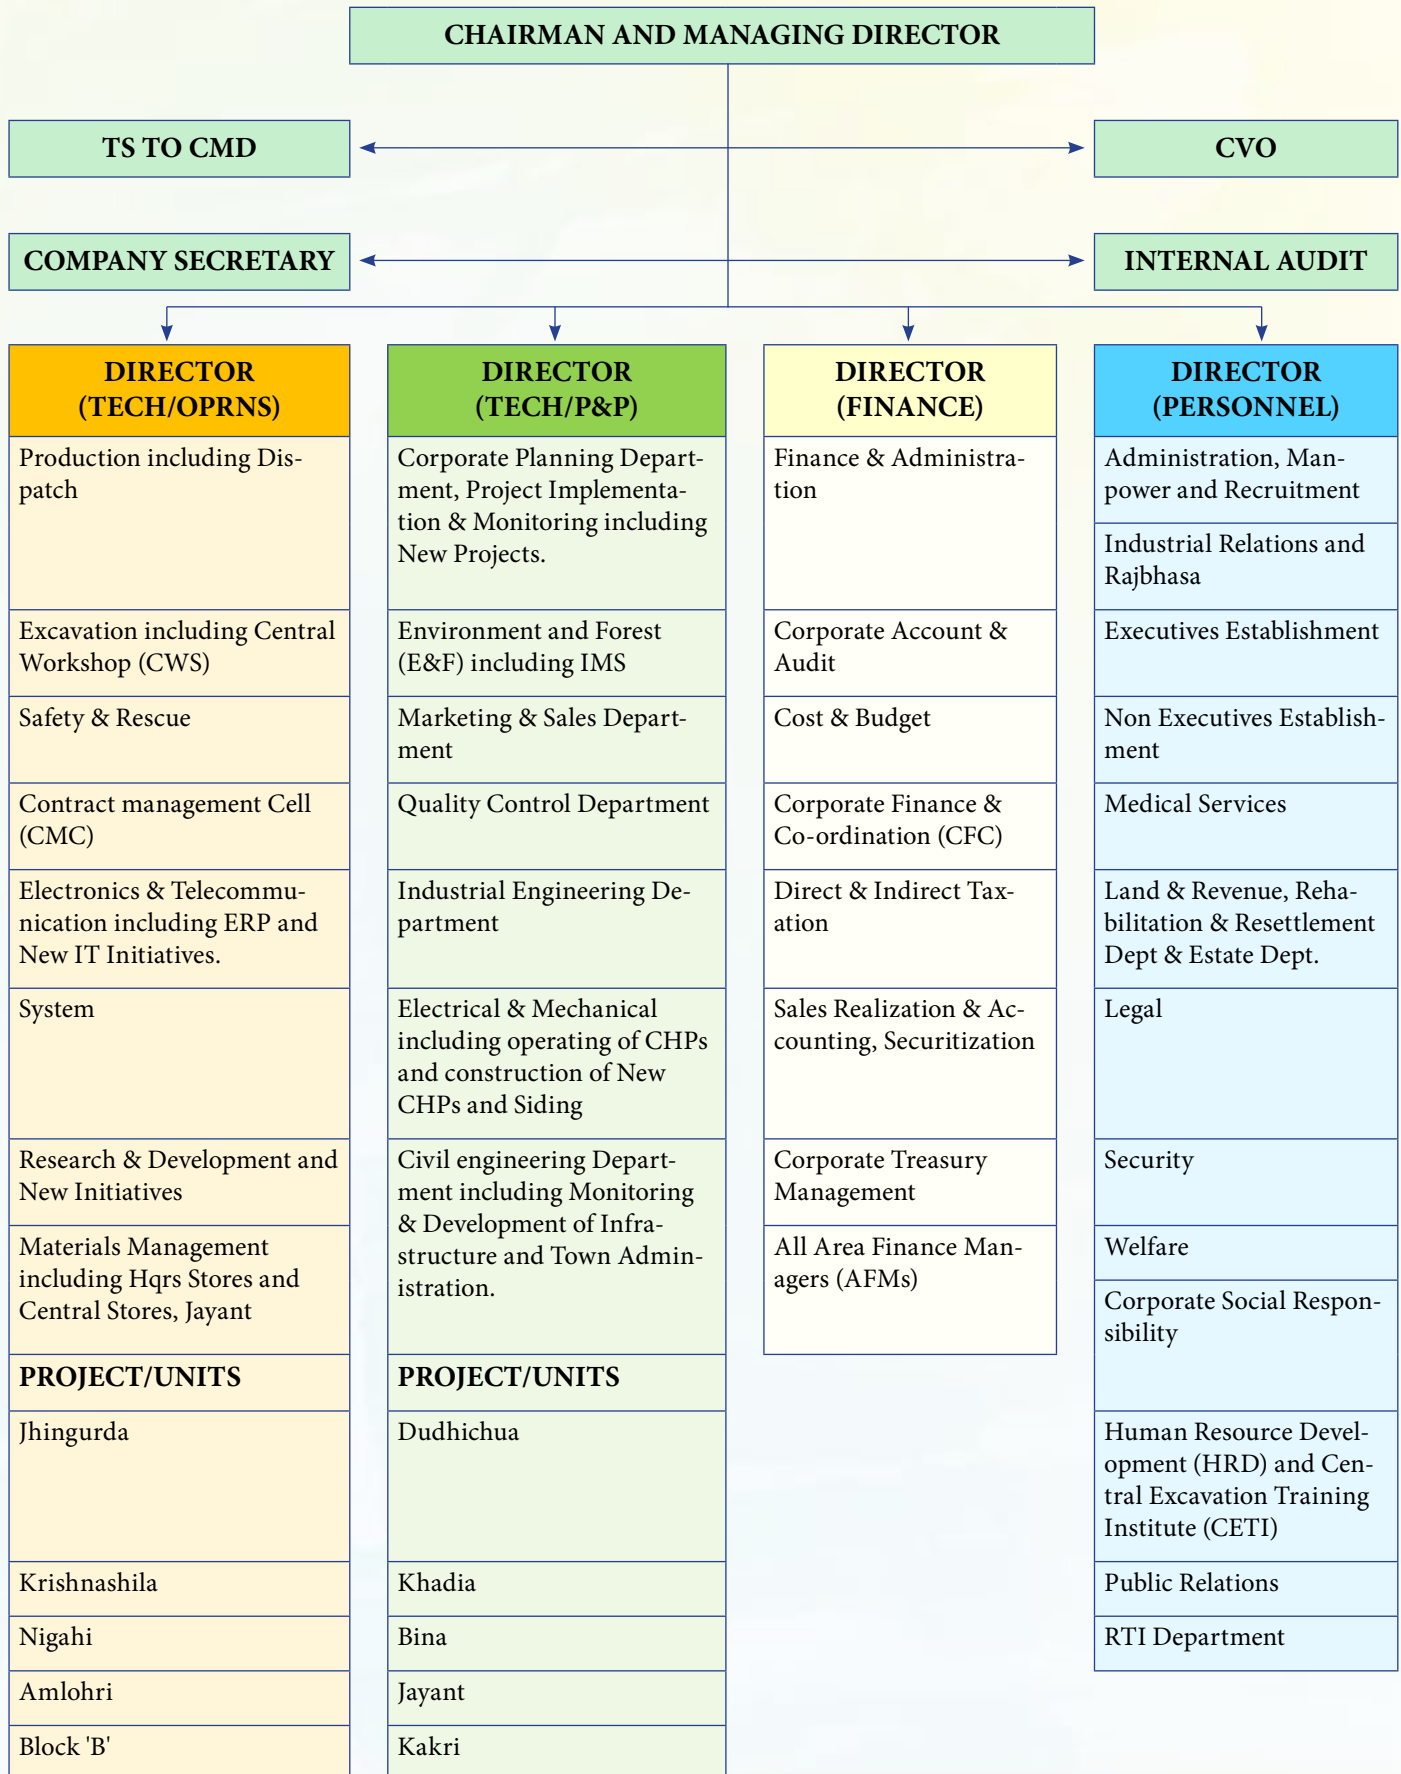 CHAIRMAN AND MANAGING DIRECTOR
TS TO CMD
CVO
COMPANY SECRETARY
INTERNAL AUDIT
DIRECTOR
(TECH/OPRNS)
Production including Dis-
patch
Excavation including Central
Workshop (CWS)
Safety & Rescue
Contract management Cell
(CMC)
Electronics & Telecommu-
nication including ERP and
New IT Initiatives.
System
Research & Development and
New Initiatives
Materials Management
including Hqrs Stores and
Central Stores, Jayant
PROJECT/UNITS
Jhingurda
Krishnashila
Nigahi
Amlohri
Block 'B'
DIRECTOR
(TECH/P&P)
Corporate Planning Depart-
ment, Project Implementa-
tion & Monitoring including
New Projects.
Environment and Forest
(E&F) including IMS
Marketing & Sales Depart-
ment
Quality Control Department
Industrial Engineering De-
partment
Electrical & Mechanical
including operating of CHPs
and construction of New
CHPs and Siding
Civil engineering Depart-
ment including Monitoring
& Development of Infra-
structure and Town Admin-
istration.
PROJECT/UNITS
Dudhichua
Khadia
Bina
Jayant
Kakri
DIRECTOR
(FINANCE)
Finance & Administra-
tion
Corporate Account &
Audit
Cost & Budget
Corporate Finance &
Co-ordination (CFC)
Direct & Indirect Tax-
ation
Sales Realization & Ac-
counting, Securitization
Corporate Treasury
Management
All Area Finance Man-
agers (AFMs)
DIRECTOR
(PERSONNEL)
Administration, Man-
power and Recruitment
Industrial Relations and
Rajbhasa
Executives Establishment
Non Executives Establish-
ment
Medical Services
Land & Revenue, Reha-
bilitation & Resettlement
Dept & Estate Dept.
Legal
Security
Welfare
Corporate Social Respon-
sibility
Human Resource Devel-
opment (HRD) and Cen-
tral Excavation Training
Institute (CETI)
Public Relations
RTI Department